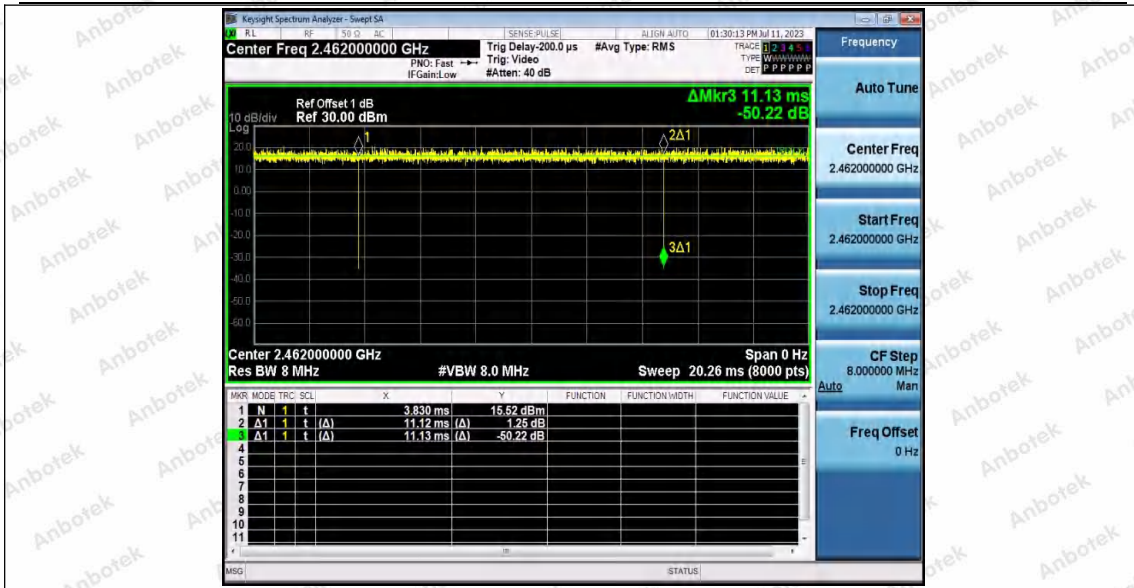 Keysight Spectrum Analyzer - Swept SA
RL RF 50 Ω AC SENSE:PULSE ALIGN AUTO 01:30:13 PM Jul 11, 2023
Center Freq 2.462000000 GHz
PNO: Fast
IFGain:Low
Trig Delay-200.0 µs
Trig: Video
#Atten: 40 dB
#Avg Type: RMS
TRACE 1 2 3 4 5 6
TYPE W
DET P P P P P P
ΔMkr3 11.13 ms
-50.22 dB
Ref Offset 1 dB
10 dB/div Ref 30.00 dBm
Log
20.0
10.0
0.00
-10.0
-20.0
-30.0
-40.0
-50.0
-60.0
1
2Δ1
3Δ1
Center 2.462000000 GHz Span 0 Hz
Res BW 8 MHz #VBW 8.0 MHz Sweep 20.26 ms (8000 pts)
MKR MODE TRC SCL X Y FUNCTION FUNCTION WIDTH FUNCTION VALUE
1 N 1 t 3.830 ms 15.52 dBm
2 Δ1 1 t (Δ) 11.12 ms (Δ) 1.25 dB
3 Δ1 1 t (Δ) 11.13 ms (Δ) -50.22 dB
4
5
6
7
8
9
10
11
MSG STATUS
Frequency
Auto Tune
Center Freq
2.462000000 GHz
Start Freq
2.462000000 GHz
Stop Freq
2.462000000 GHz
CF Step
8.000000 MHz
Auto Man
Freq Offset
0 Hz
Anbotek